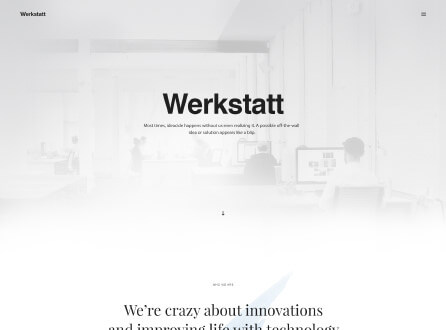 Werkstatt
Werkstatt
Most times, ideacide happens without us even realizing it. A possible off-the-wall
idea or solution appears like a blip.
WHO WE ARE
We’re crazy about innovations
and improving life with technology